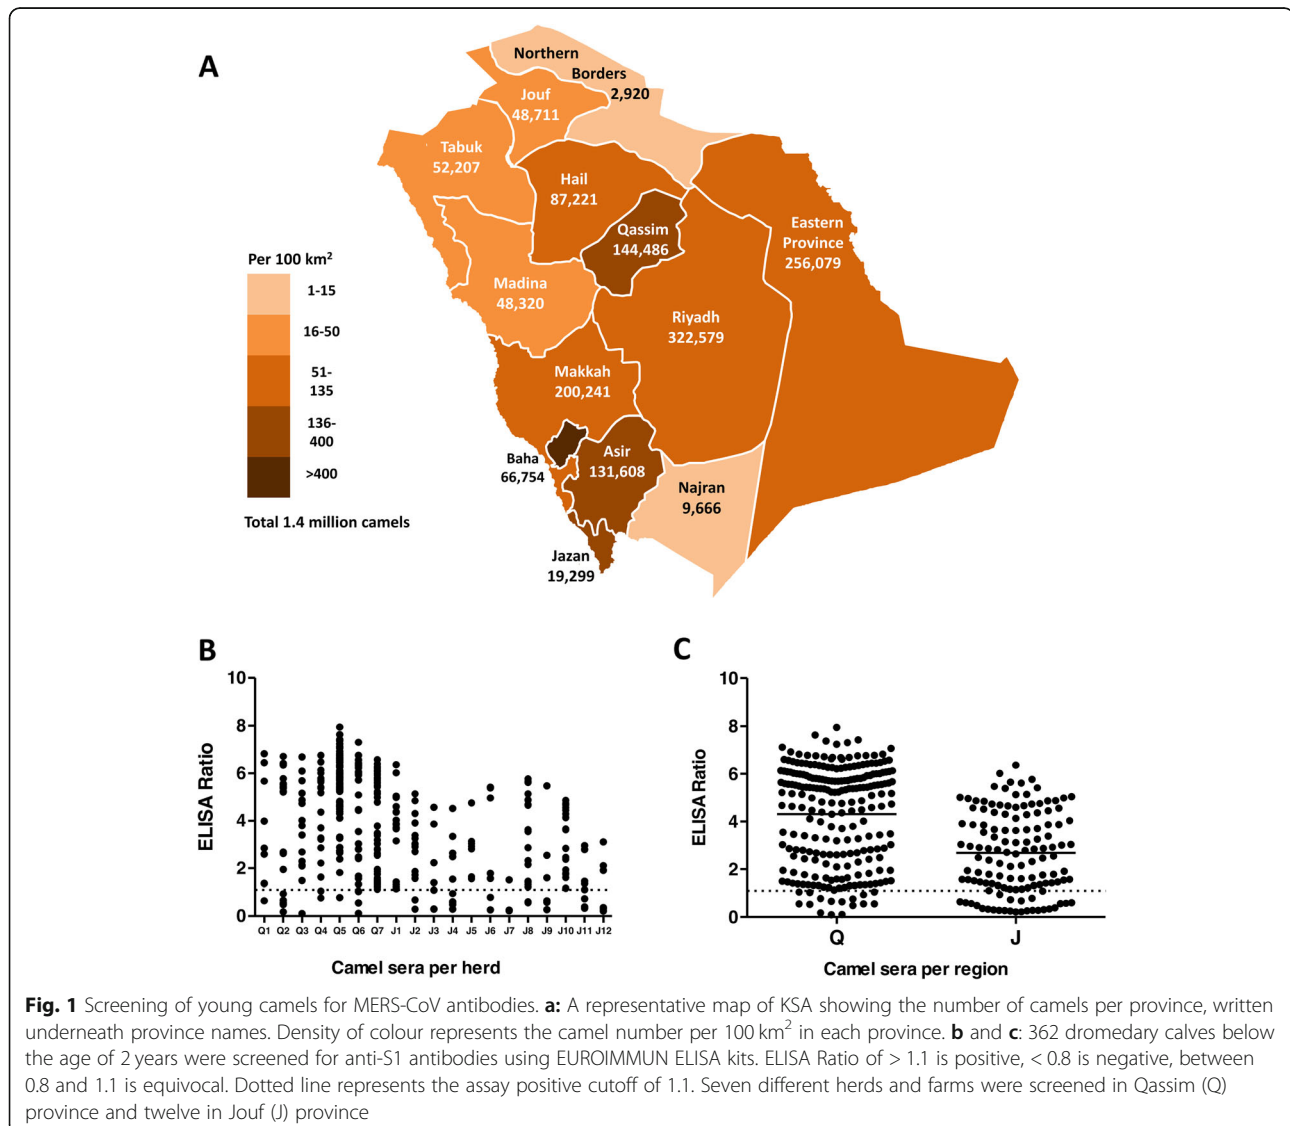 A
Northern
Borders
2,920
Jouf
48,711
Tabuk
52,207
Hail
87,221
Qassim
144,486
Eastern
Province
256,079
Madina
48,320
Riyadh
322,579
Makkah
200,241
Baha
66,754
Asir
131,608
Najran
9,666
Jazan
19,299
Per 100 km²
1-15
16-50
51-
135
136-
400
>400
Total 1.4 million camels
B
ELISA Ratio
10
8
6
4
2
0
Q1 Q2 Q3 Q4 Q5 Q6 Q7 J1 J2 J3 J4 J5 J6 J7 J8 J9 J10 J11 J12
Camel sera per herd
C
ELISA Ratio
10
8
6
4
2
0
Q J
Camel sera per region
Fig. 1 Screening of young camels for MERS-CoV antibodies. a: A representative map of KSA showing the number of camels per province, written
underneath province names. Density of colour represents the camel number per 100 km² in each province. b and c: 362 dromedary calves below
the age of 2 years were screened for anti-S1 antibodies using EUROIMMUN ELISA kits. ELISA Ratio of > 1.1 is positive, < 0.8 is negative, between
0.8 and 1.1 is equivocal. Dotted line represents the assay positive cutoff of 1.1. Seven different herds and farms were screened in Qassim (Q)
province and twelve in Jouf (J) province